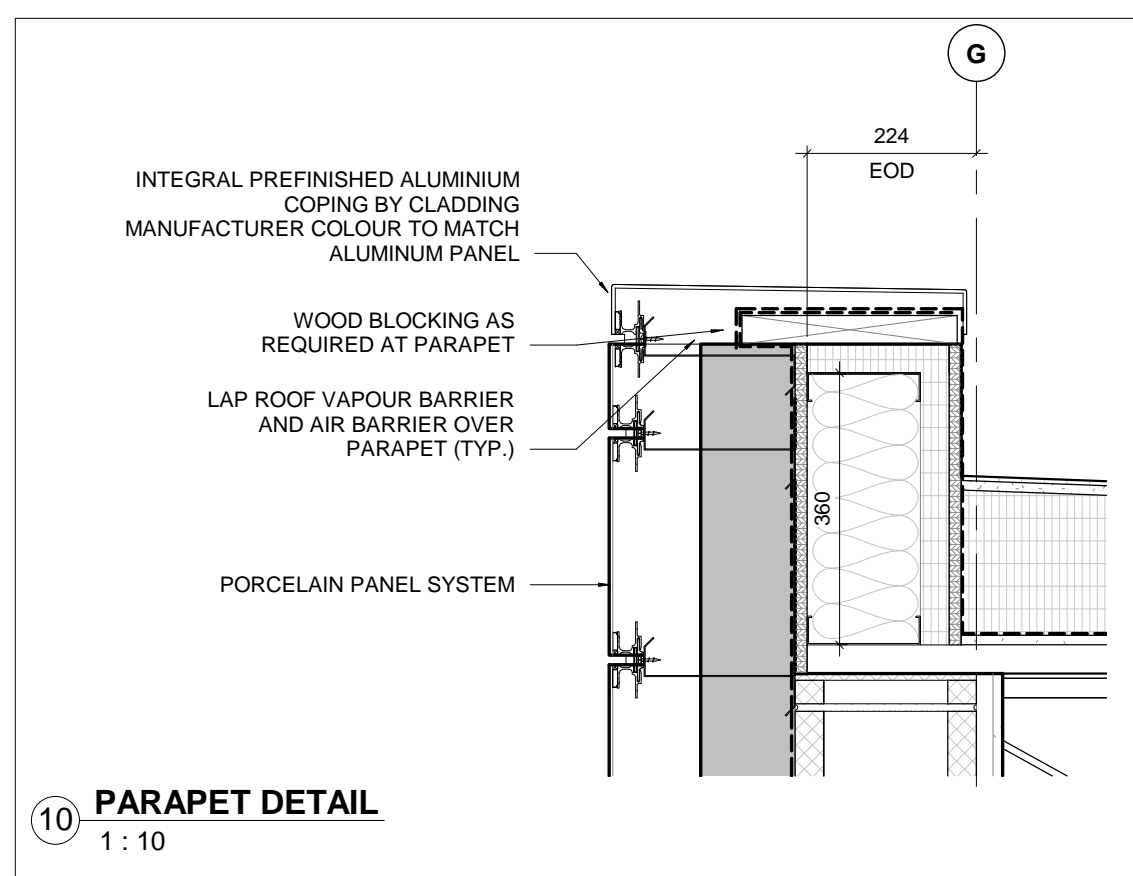 G
224
EOD
INTEGRAL PREFINISHED ALUMINIUM
COPING BY CLADDING
MANUFACTURER COLOUR TO MATCH
ALUMINUM PANEL
WOOD BLOCKING AS
REQUIRED AT PARAPET
LAP ROOF VAPOUR BARRIER
AND AIR BARRIER OVER
PARAPET (TYP.)
360
PORCELAIN PANEL SYSTEM
10 PARAPET DETAIL
1 : 10